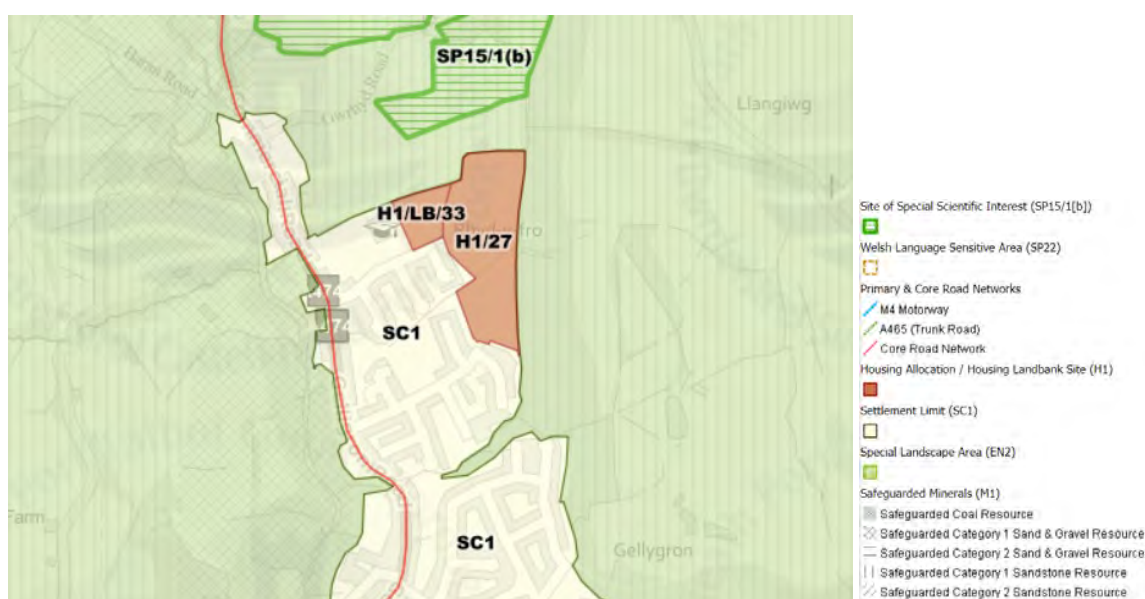 SP15/1(b)
Baran Road
Gwrhyd Road
Llangiwg
H1/LB/33
H1/27
SC1
SC1
Gellygron
Farm
Site of Special Scientific Interest (SP15/1[b])
Welsh Language Sensitive Area (SP22)
Primary & Core Road Networks
M4 Motorway
A465 (Trunk Road)
Core Road Network
Housing Allocation / Housing Landbank Site (H1)
Settlement Limit (SC1)
Special Landscape Area (EN2)
Safeguarded Minerals (M1)
Safeguarded Coal Resource
Safeguarded Category 1 Sand & Gravel Resource
Safeguarded Category 2 Sand & Gravel Resource
Safeguarded Category 1 Sandstone Resource
Safeguarded Category 2 Sandstone Resource